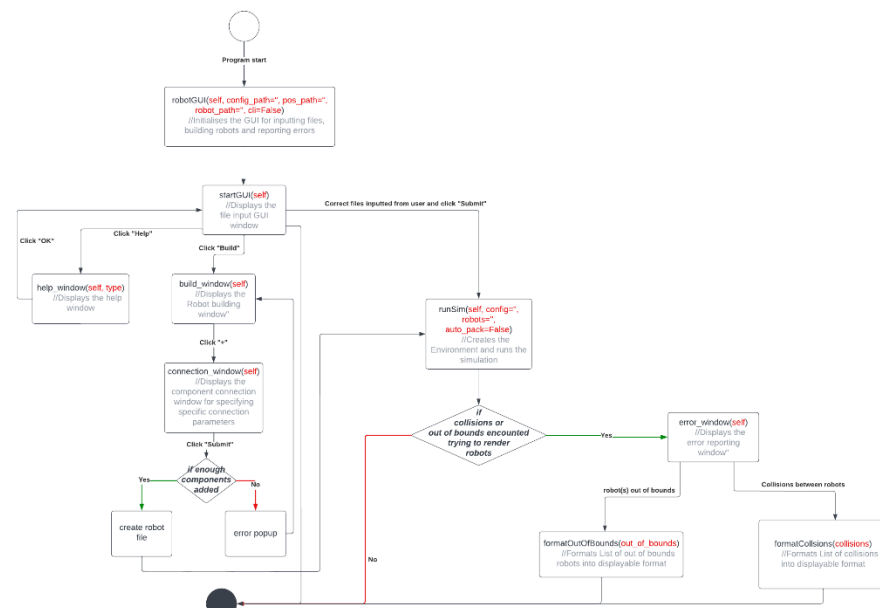 Program start
robotGUI(self, config_path='', pos_path='',
robot_path='', cli=False)
//Initialises the GUI for inputting files,
building robots and reporting errors
startGUI(self)
//Displays the
file input GUI
window
Correct files inputted from user and click "Submit"
Click "OK"
Click "Help"
Click "Build"
help_window(self, type)
//Displays the help
window
build_window(self)
//Displays the
Robot building
window"
runSim(self, config='',
robots='',
auto_pack=False)
//Creates the
Environment and runs the
simulation
Click "+"
connection_window(self)
//Displays the
component connection
window for specifying
specific connection
parameters
Click "Submit"
if enough
components
added
Yes
No
create robot
file
error popup
if
collisions or
out of bounds encounted
trying to render
robots
Yes
No
error_window(self)
//Displays the
error reporting
window"
robot(s) out of bounds
Collisions between robots
formatOutOfBounds(out_of_bounds)
//Formats List of out of bounds
robots into displayable format
formatCollsions(collisions)
//Formats List of collisions
into displayable format